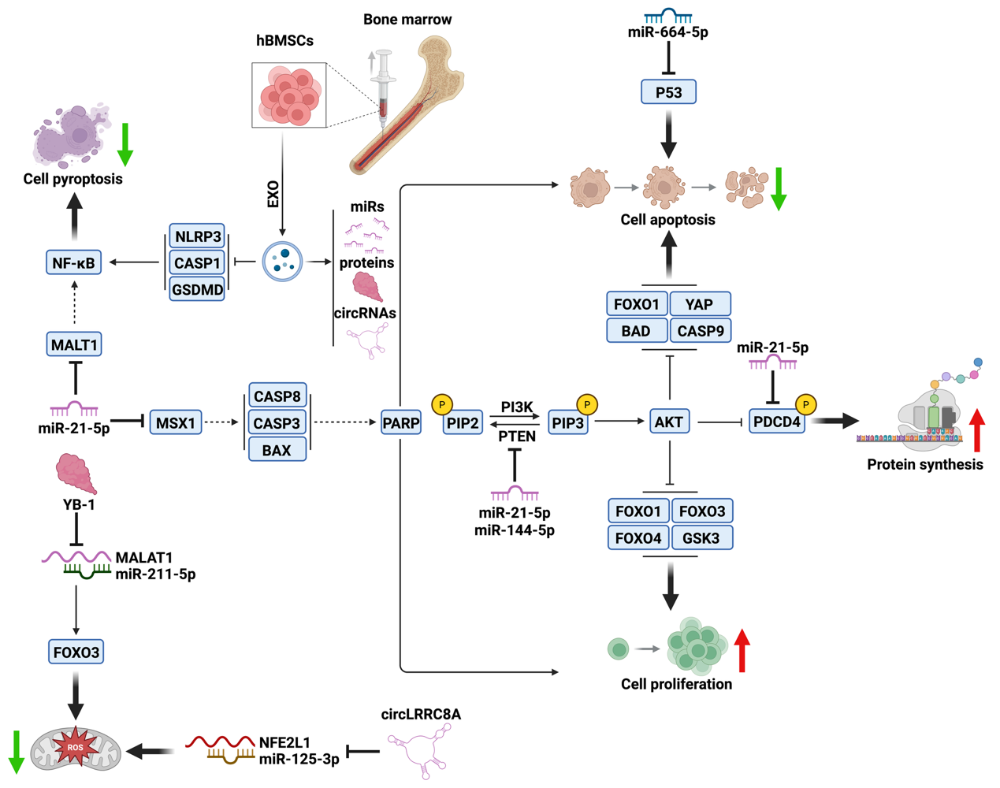 Bone marrow
hBMSCs
miR-664-5p
P53
Cell pyroptosis
EXO
miRs
proteins
circRNAs
Cell apoptosis
NLRP3
CASP1
GSDMD
NF-κB
MALT1
FOXO1
YAP
BAD
CASP9
miR-21-5p
miR-21-5p
MSX1
CASP8
CASP3
BAX
PARP
P
PIP2
PI3K
PTEN
P
PIP3
AKT
P
PDCD4
Protein synthesis
miR-21-5p
miR-144-5p
YB-1
MALAT1
miR-211-5p
FOXO1
FOXO3
FOXO4
GSK3
FOXO3
Cell proliferation
circLRRC8A
ROS
NFE2L1
miR-125-3p